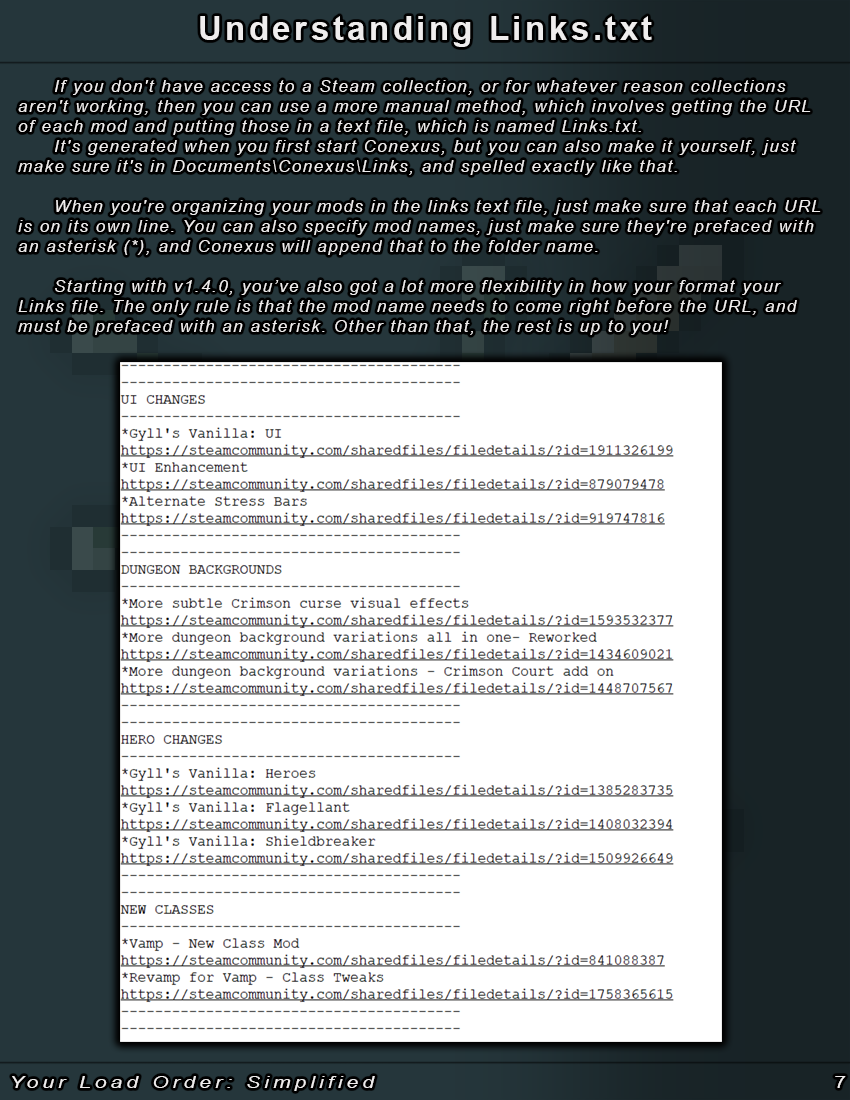 Understanding Links.txt
If you don't have access to a Steam collection, or for whatever reason collections
aren't working, then you can use a more manual method, which involves getting the URL
of each mod and putting those in a text file, which is named Links.txt.
It's generated when you first start Conexus, but you can also make it yourself, just
make sure it's in Documents\Conexus\Links, and spelled exactly like that.
When you're organizing your mods in the links text file, just make sure that each URL
is on its own line. You can also specify mod names, just make sure they're prefaced with
an asterisk (*), and Conexus will append that to the folder name.
Starting with v1.4.0, you’ve also got a lot more flexibility in how your format your
Links file. The only rule is that the mod name needs to come right before the URL, and
must be prefaced with an asterisk. Other than that, the rest is up to you!
----------------------------------------
----------------------------------------
UI CHANGES
----------------------------------------
*Gyll's Vanilla: UI
https://steamcommunity.com/sharedfiles/filedetails/?id=1911326199
*UI Enhancement
https://steamcommunity.com/sharedfiles/filedetails/?id=879079478
*Alternate Stress Bars
https://steamcommunity.com/sharedfiles/filedetails/?id=919747816
----------------------------------------
----------------------------------------
DUNGEON BACKGROUNDS
----------------------------------------
*More subtle Crimson curse visual effects
https://steamcommunity.com/sharedfiles/filedetails/?id=1593532377
*More dungeon background variations all in one- Reworked
https://steamcommunity.com/sharedfiles/filedetails/?id=1434609021
*More dungeon background variations - Crimson Court add on
https://steamcommunity.com/sharedfiles/filedetails/?id=1448707567
----------------------------------------
----------------------------------------
HERO CHANGES
----------------------------------------
*Gyll's Vanilla: Heroes
https://steamcommunity.com/sharedfiles/filedetails/?id=1385283735
*Gyll's Vanilla: Flagellant
https://steamcommunity.com/sharedfiles/filedetails/?id=1408032394
*Gyll's Vanilla: Shieldbreaker
https://steamcommunity.com/sharedfiles/filedetails/?id=1509926649
----------------------------------------
----------------------------------------
NEW CLASSES
----------------------------------------
*Vamp - New Class Mod
https://steamcommunity.com/sharedfiles/filedetails/?id=841088387
*Revamp for Vamp - Class Tweaks
https://steamcommunity.com/sharedfiles/filedetails/?id=1758365615
----------------------------------------
----------------------------------------
Your Load Order: Simplified
7